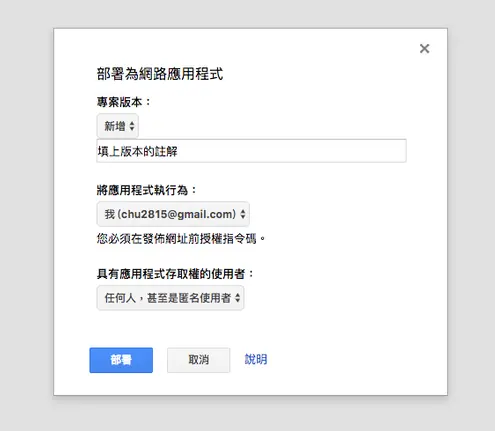 部署為網路應用程式
專案版本：
新增
填上版本的註解
將應用程式執行為：
我 (chu2815@gmail.com)
您必須在發佈網址前授權指令碼。
具有應用程式存取權的使用者：
任何人，甚至是匿名使用者
部署 取消 說明